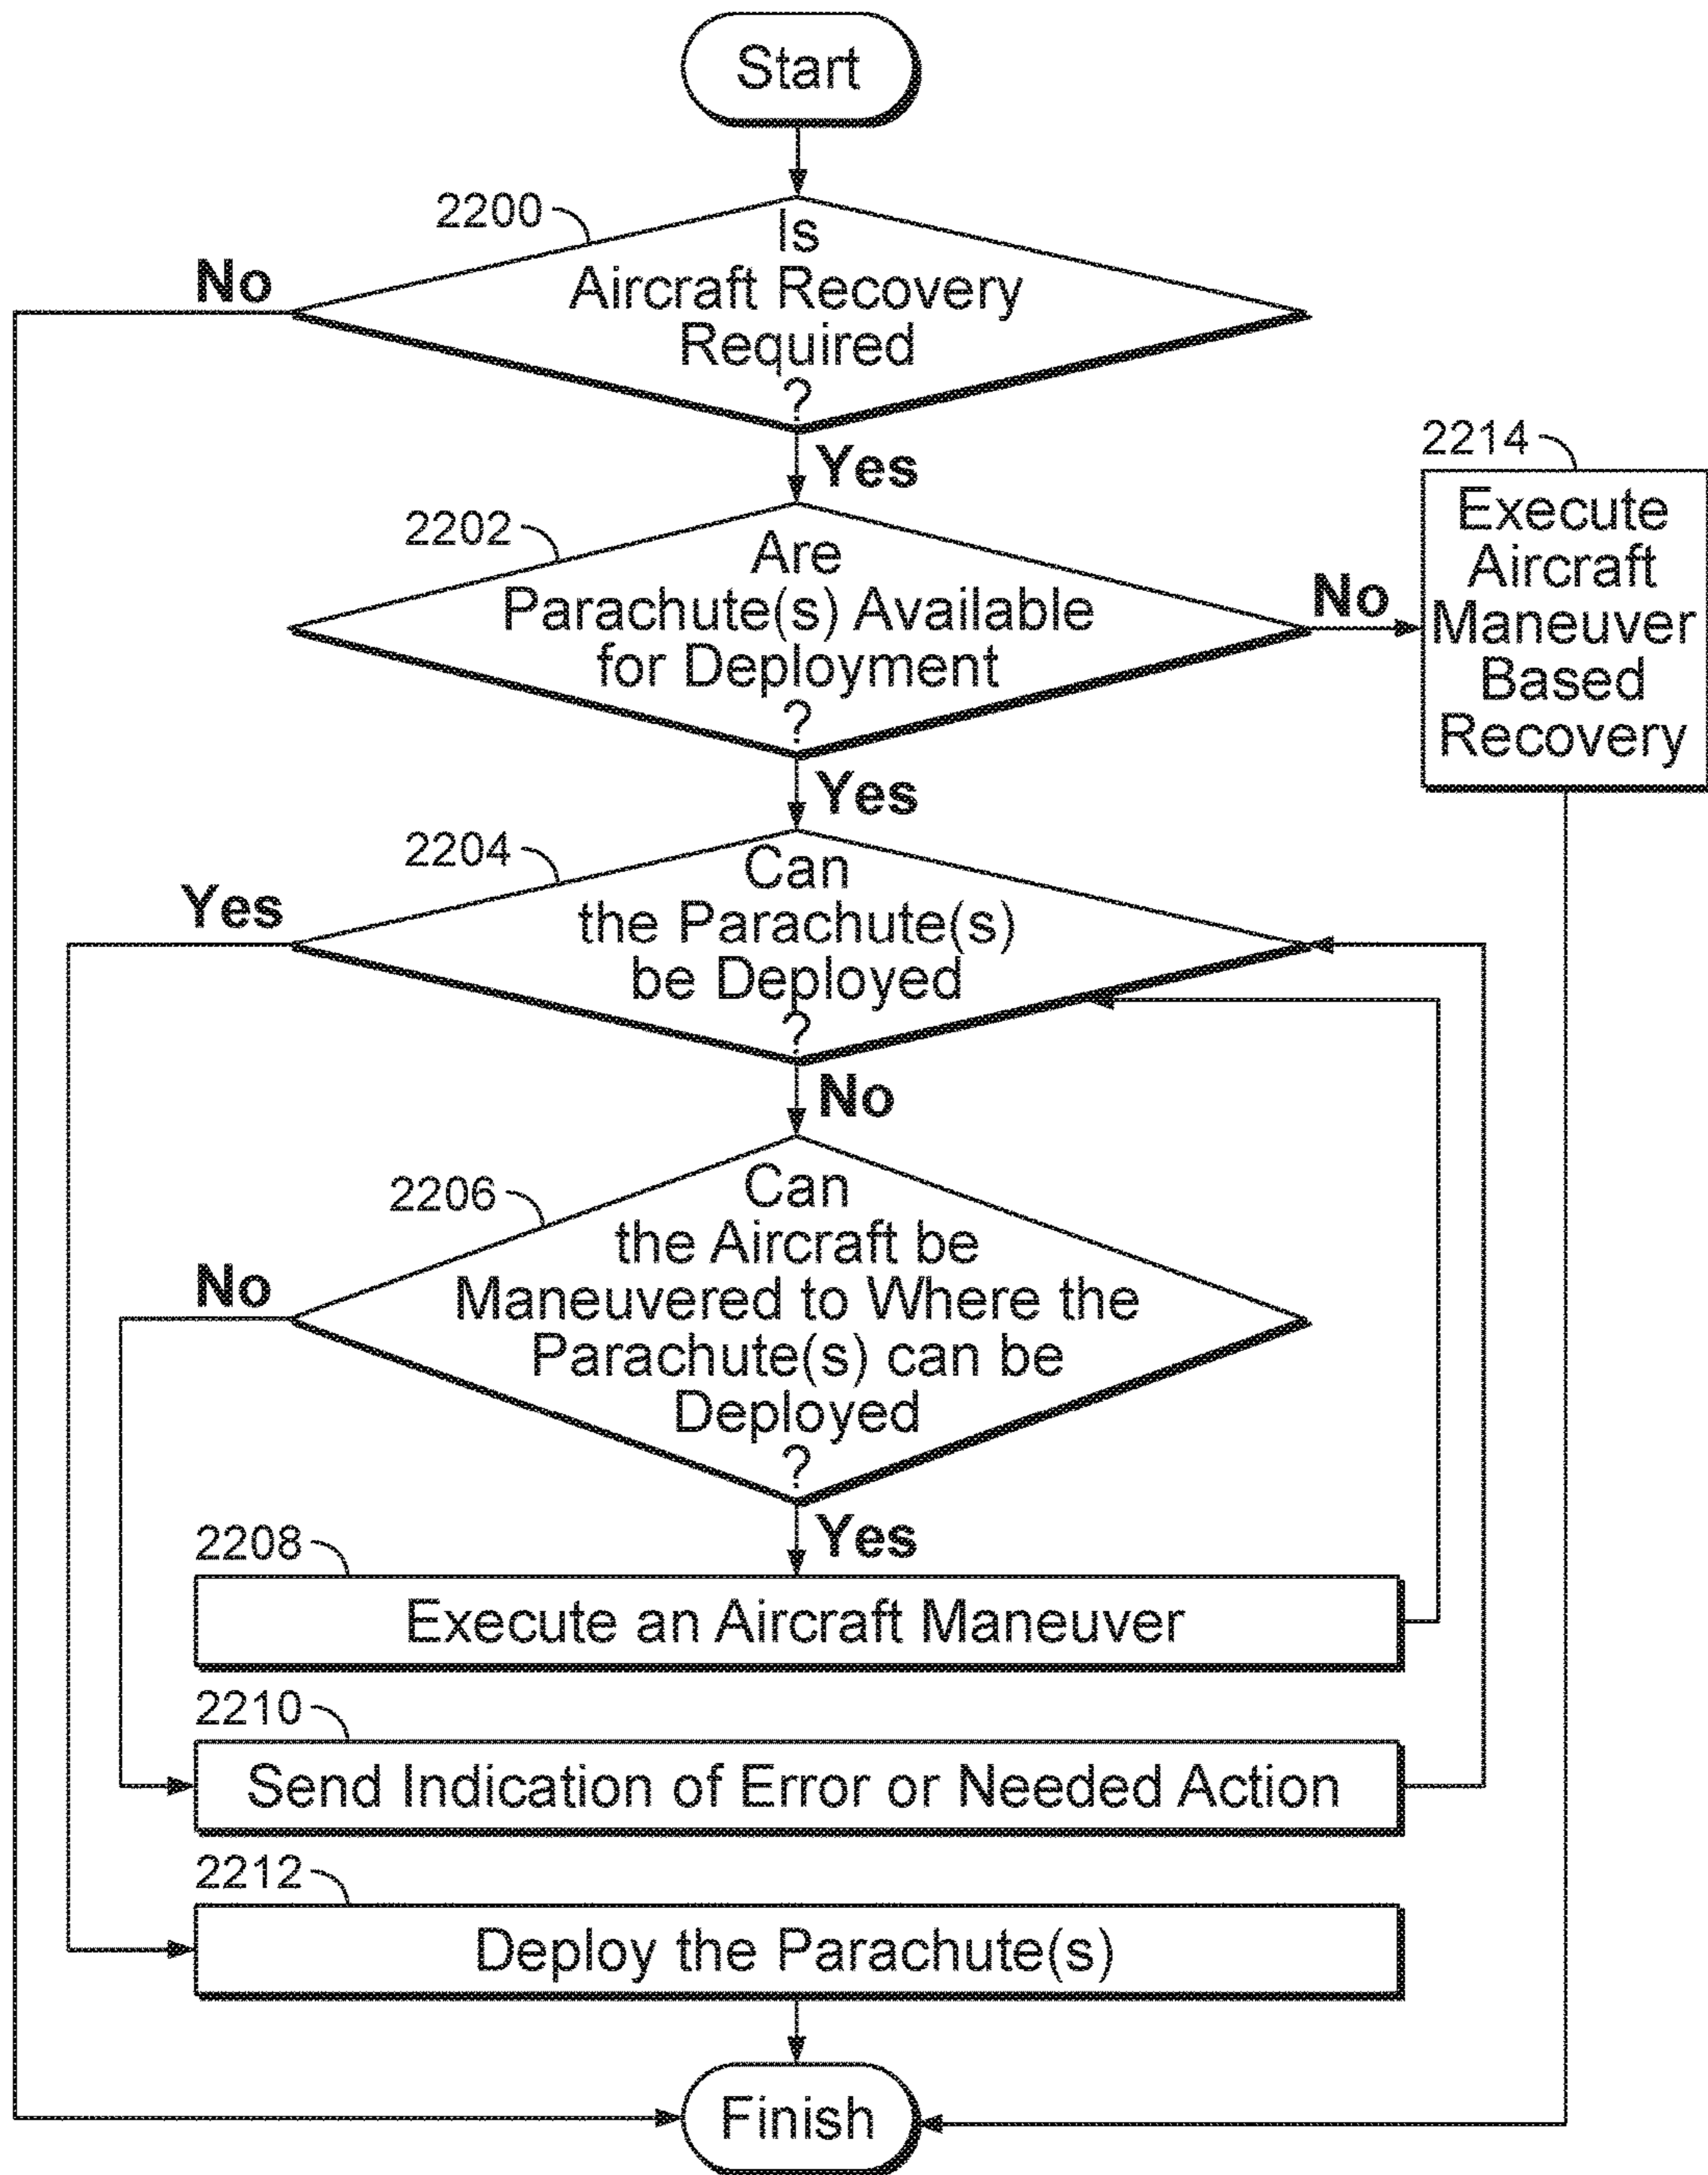 Start
2200
Is
Aircraft Recovery
Required
?
No
Yes
2214
Execute
Aircraft
Maneuver
Based
Recovery
2202
Are
Parachute(s) Available
for Deployment
?
No
Yes
2204
Can
the Parachute(s)
be Deployed
?
Yes
No
2206
Can
the Aircraft be
Maneuvered to Where the
Parachute(s) can be
Deployed
?
No
Yes
2208
Execute an Aircraft Maneuver
2210
Send Indication of Error or Needed Action
2212
Deploy the Parachute(s)
Finish